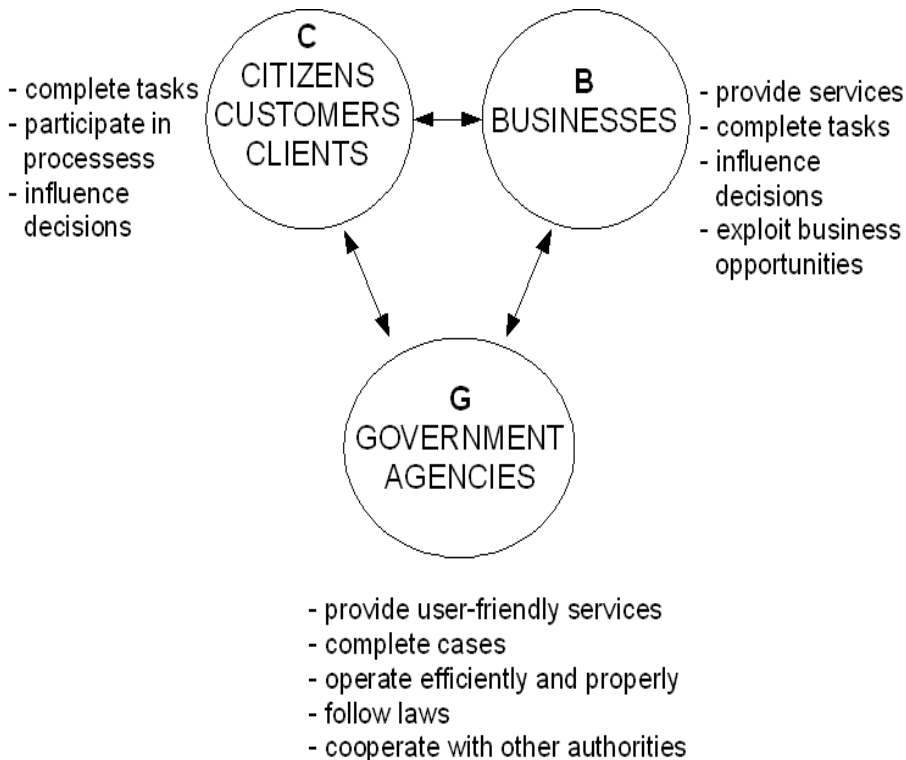 C
CITIZENS
CUSTOMERS
CLIENTS
- complete tasks
- participate in
processess
- influence
decisions
B
BUSINESSES
- provide services
- complete tasks
- influence
decisions
- exploit business
opportunities
G
GOVERNMENT
AGENCIES
- provide user-friendly services
- complete cases
- operate efficiently and properly
- follow laws
- cooperate with other authorities